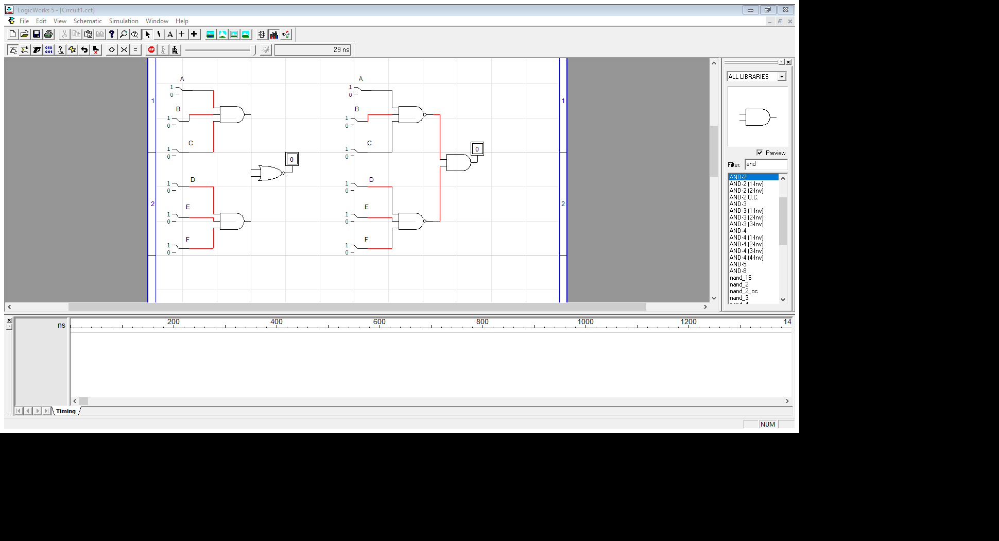 LogicWorks 5 - [Circuit1.cct]
File Edit View Schematic Simulation Window Help
29 ns
A A
1 0 1 0
1 1
B B
1 0 1 0
C C
1 0 1 0
0 0
D D
1 0 1 0
2 2
E E
1 0 1 0
F F
1 0 1 0
ALL LIBRARIES
Preview
Filter: and
AND-2
AND-2 (1-Inv)
AND-2 (2-Inv)
AND-2 O.C.
AND-3
AND-3 (1-Inv)
AND-3 (2-Inv)
AND-3 (3-Inv)
AND-4
AND-4 (1-Inv)
AND-4 (2-Inv)
AND-4 (3-Inv)
AND-4 (4-Inv)
AND-5
AND-8
nand_16
nand_2
nand_2_oc
nand_3
ns 200 400 600 800 1000 1200 14
Timing
NUM